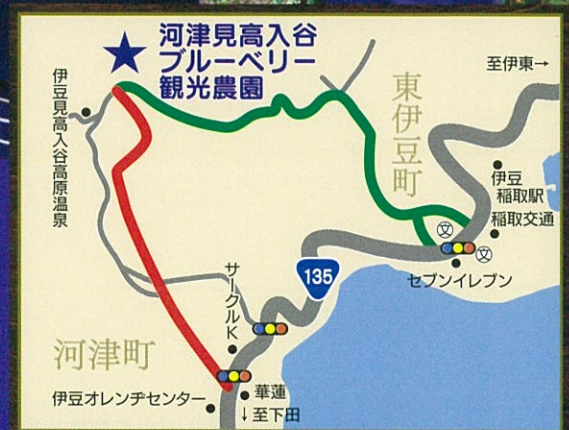 河津見高入谷
ブルーベリー
観光農園
至伊東→
伊豆見高入谷高原温泉
東伊豆町
伊豆
稲取駅
稲取交通
文
文
セブンイレブン
135
サークルK
河津町
伊豆オレンヂセンター
華蓮
↓至下田